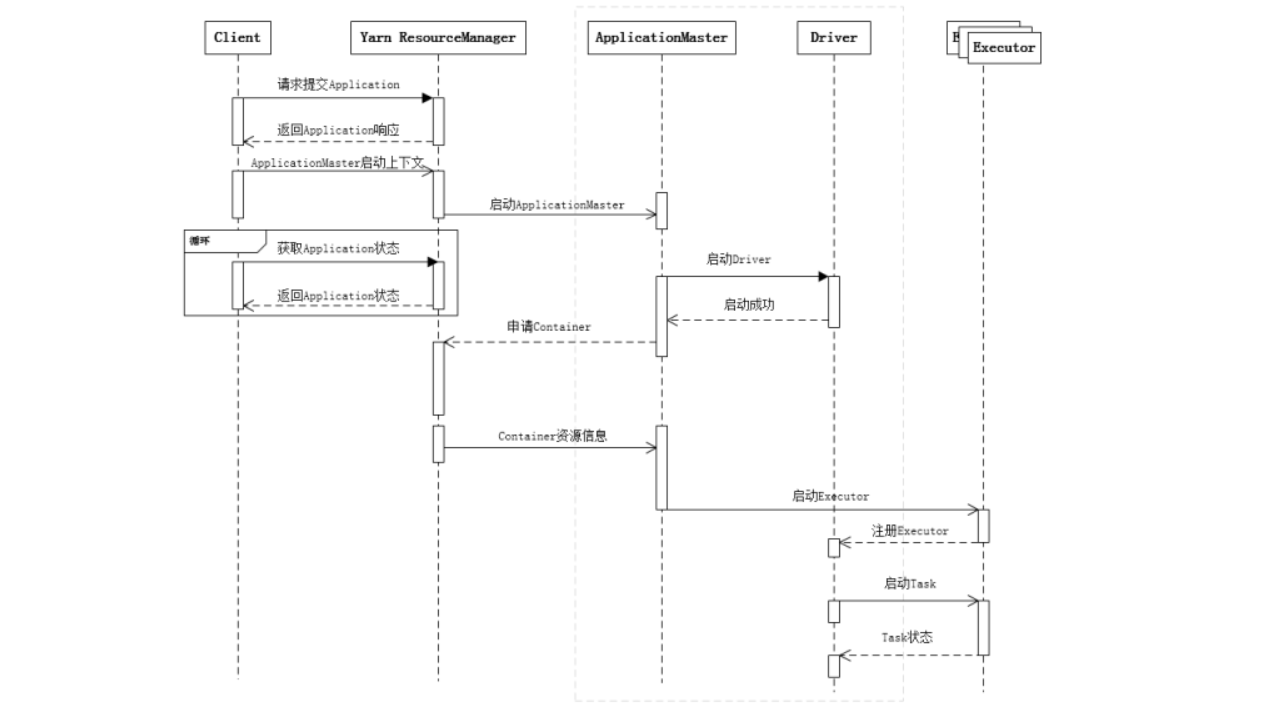 Client
Yarn ResourceManager
ApplicationMaster
Driver
E
Executor
请求提交Application
返回Application响应
ApplicationMaster启动上下文
启动ApplicationMaster
循环
获取Application状态
启动Driver
返回Application状态
启动成功
申请Container
Container资源信息
启动Executor
注册Executor
启动Task
Task状态